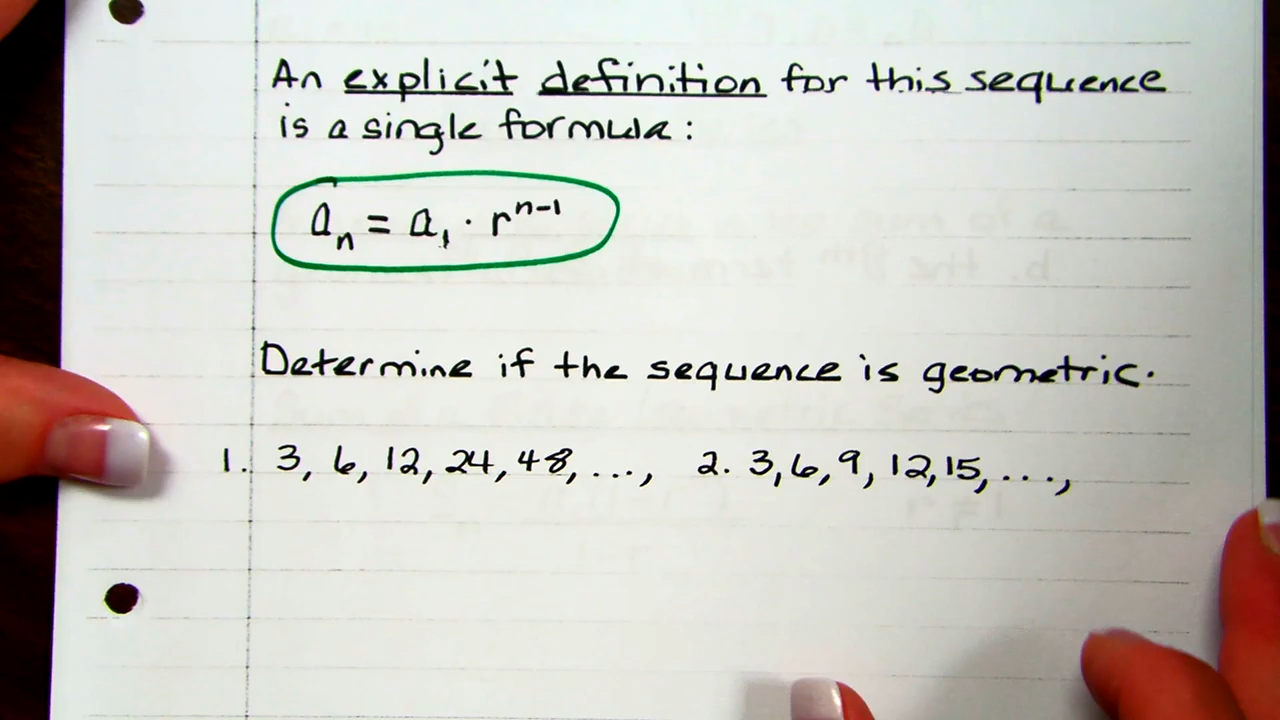 An explicit definition for this sequence
is a single formula:
aₙ = a₁ · rⁿ⁻¹
Determine if the sequence is geometric.
1. 3, 6, 12, 24, 48, ..., 2. 3, 6, 9, 12, 15, ...,